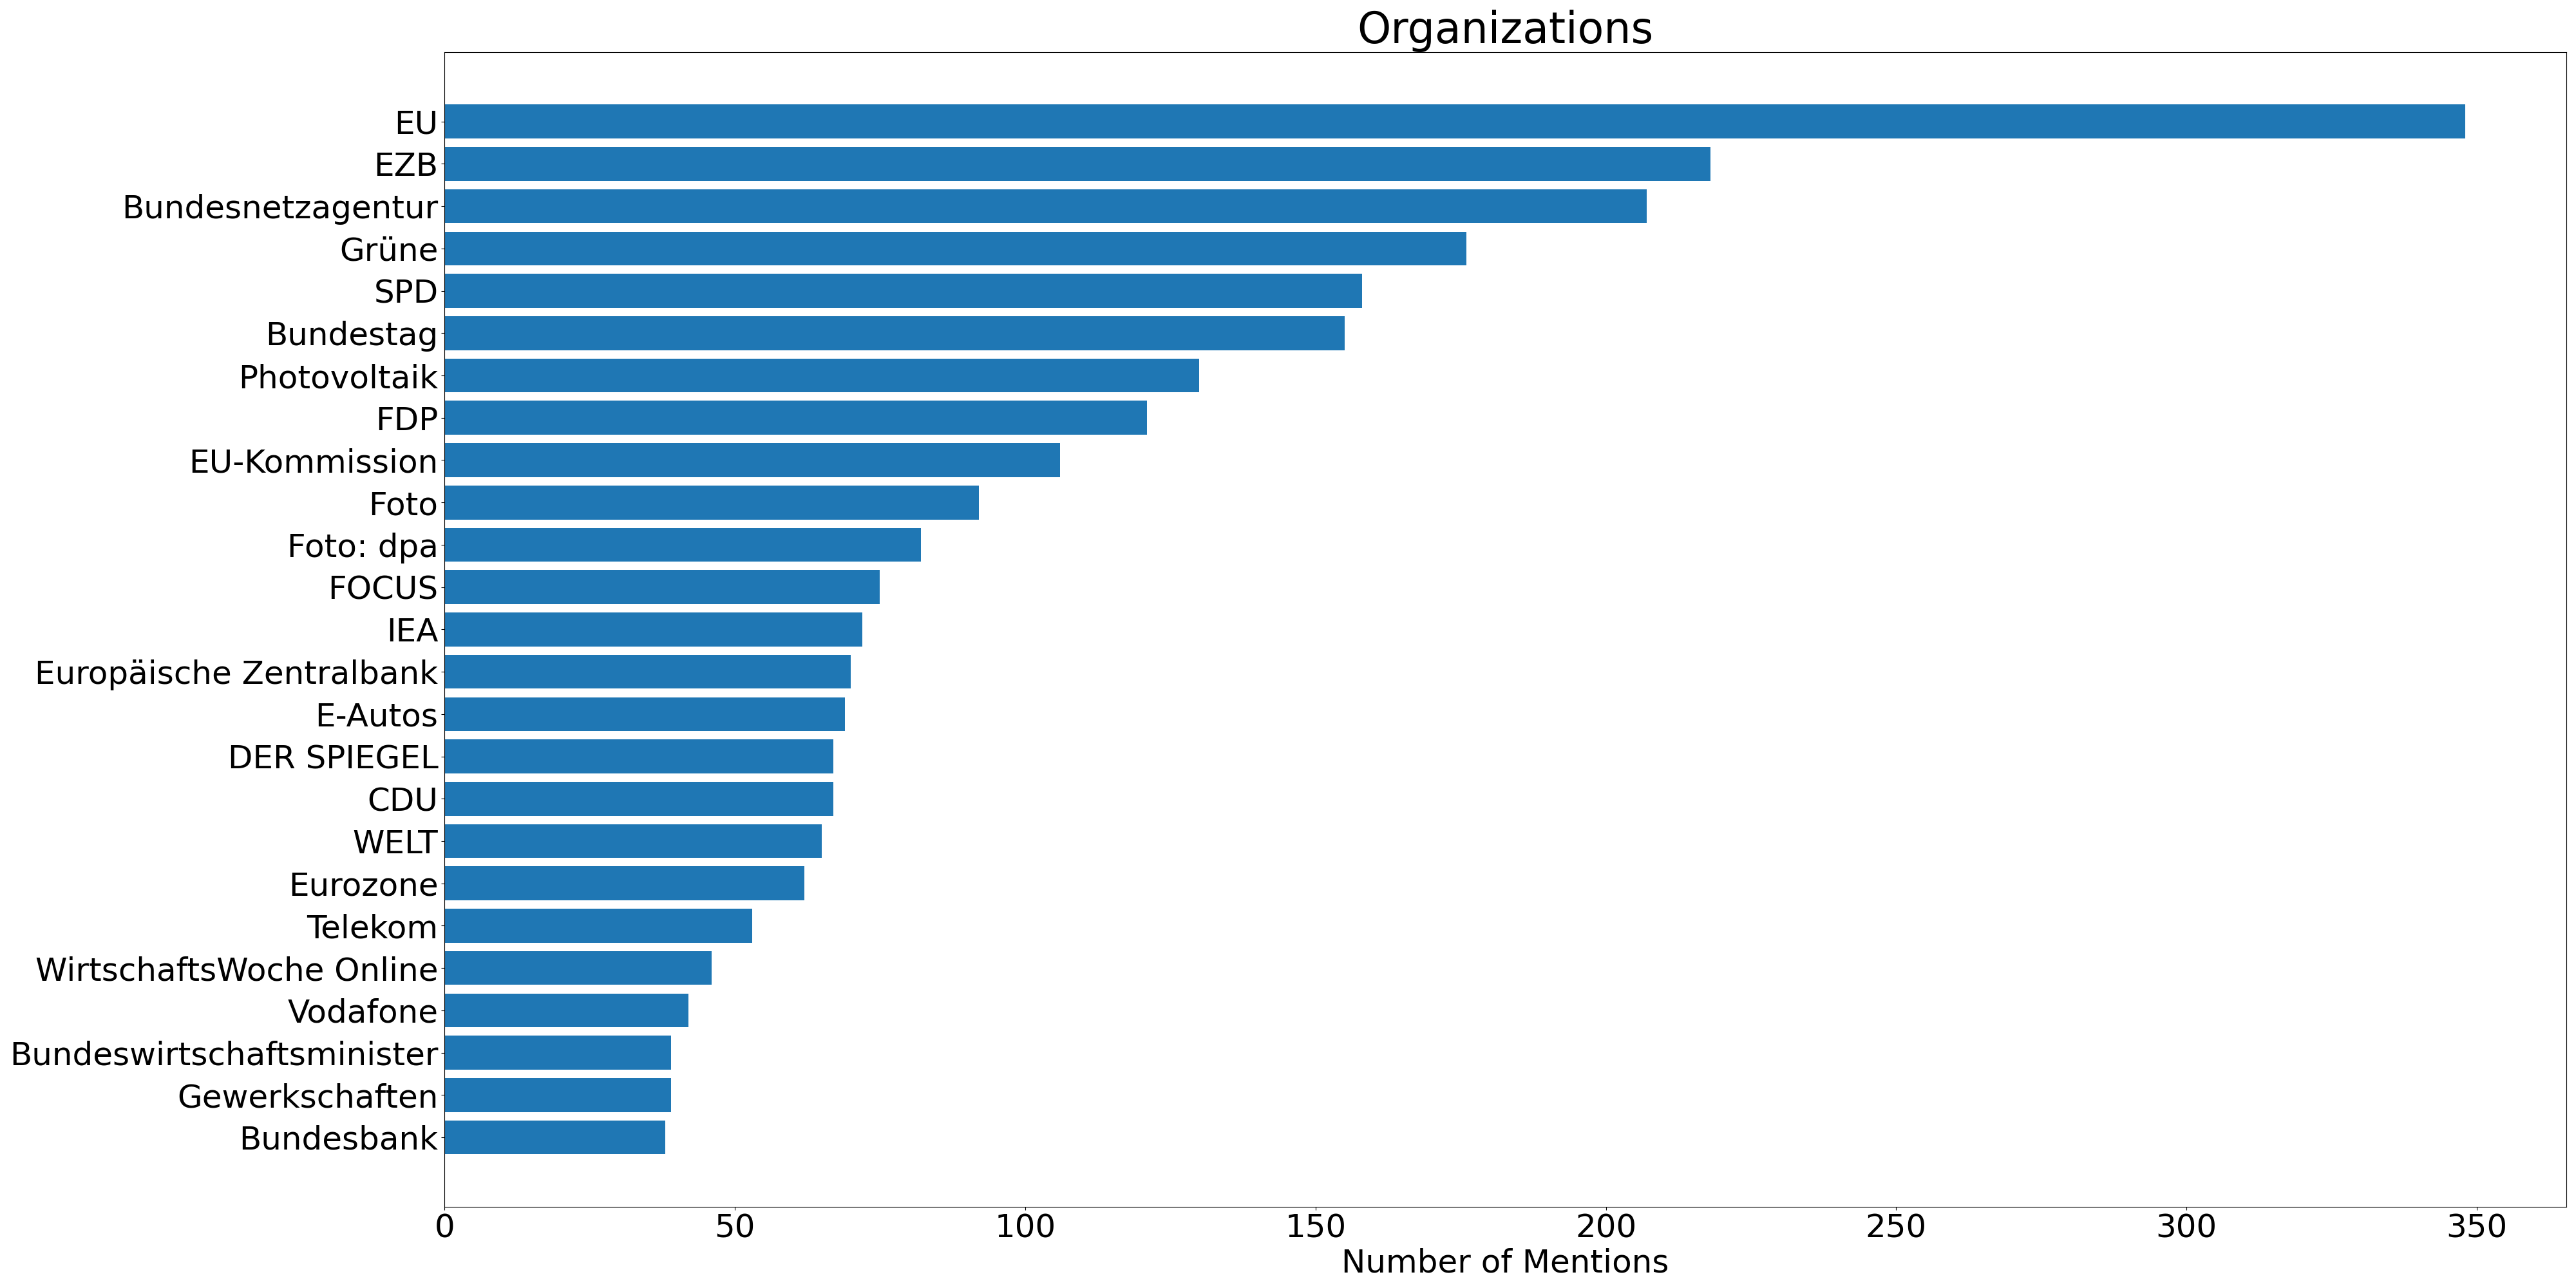 Organizations
EU
EZB
Bundesnetzagentur
Grüne
SPD
Bundestag
Photovoltaik
FDP
EU-Kommission
Foto
Foto: dpa
FOCUS
IEA
Europäische Zentralbank
E-Autos
DER SPIEGEL
CDU
WELT
Eurozone
Telekom
WirtschaftsWoche Online
Vodafone
Bundeswirtschaftsminister
Gewerkschaften
Bundesbank
0 50 100 150 200 250 300 350
Number of Mentions